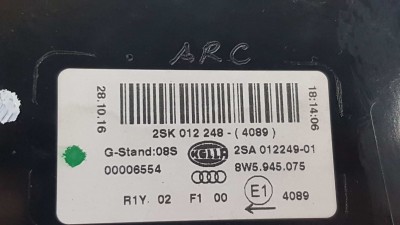 ARC
28.10.16
18:14:06
2SK 012 248 - ( 4089 )
G-Stand:08S HELLA 2SA 012249-01
00006554 8W5.945.075
R1Y 02 F1 00 E1 4089